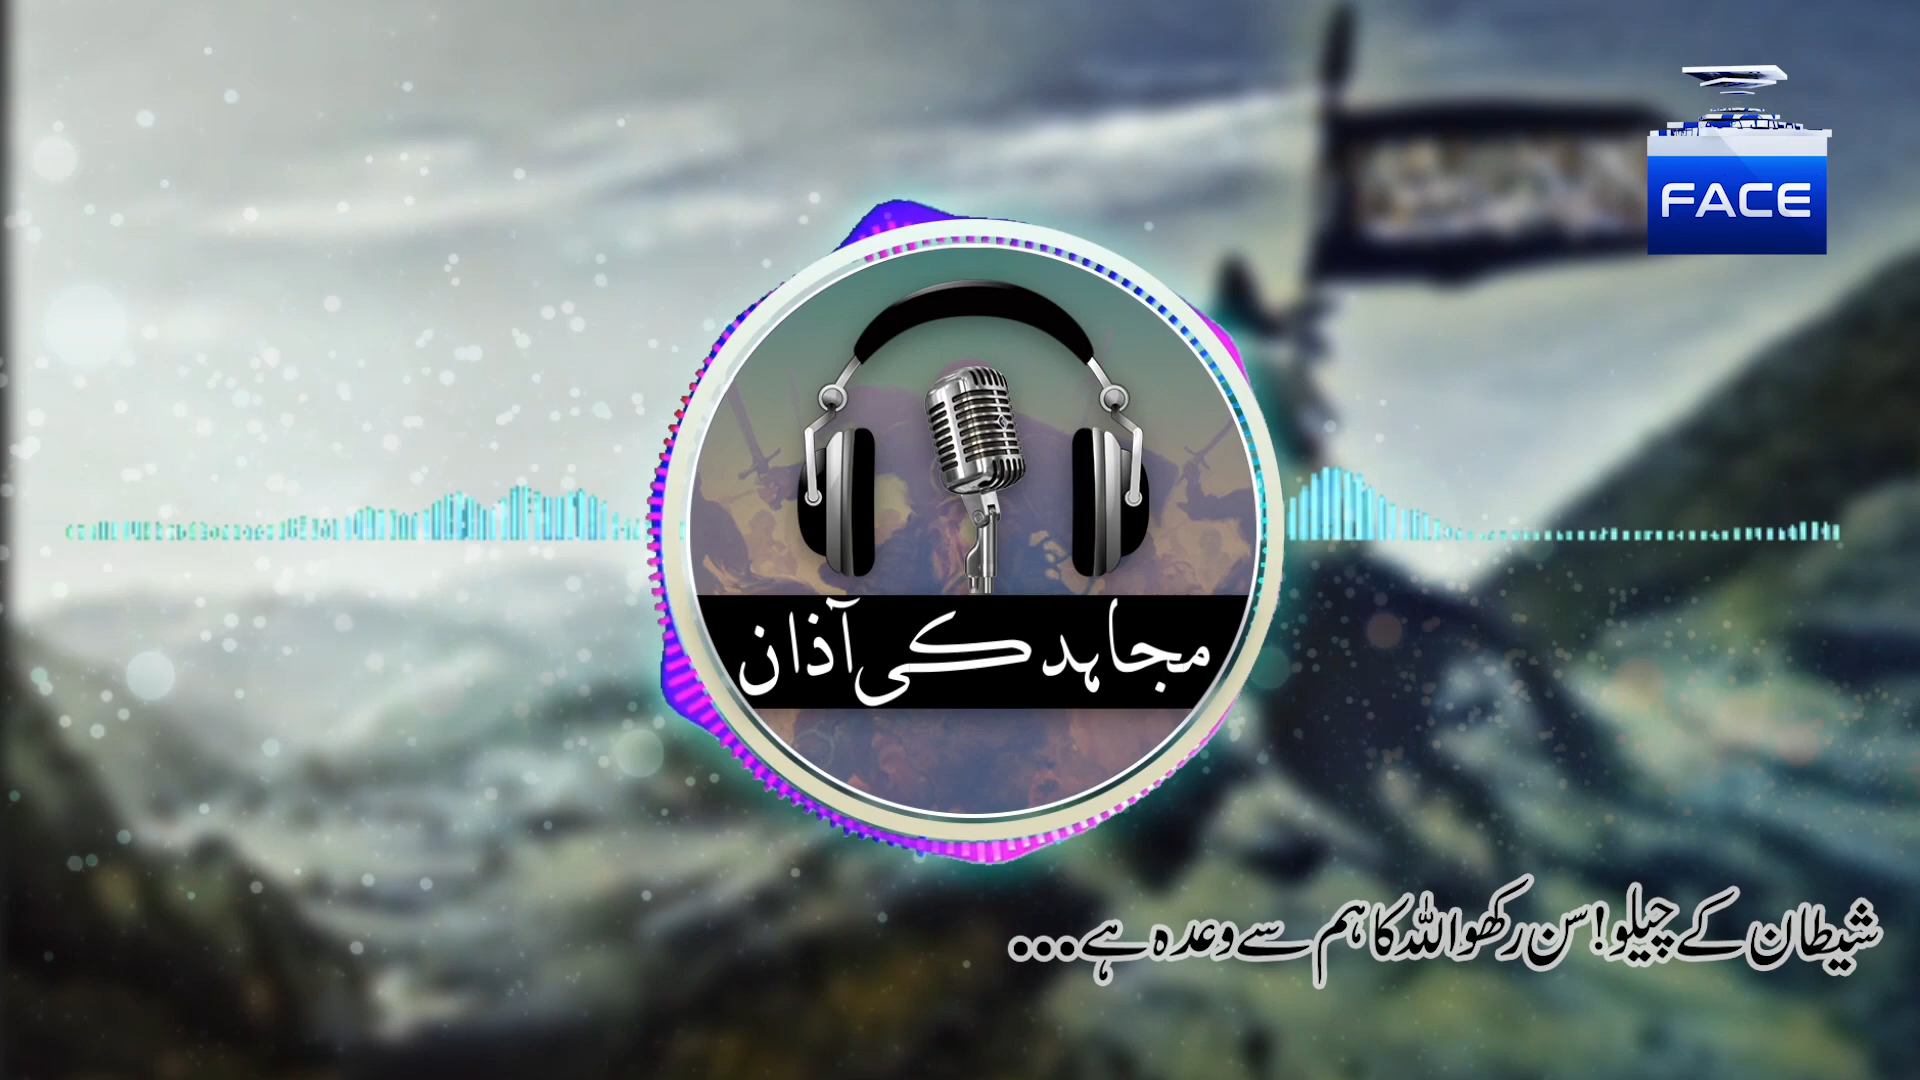 FACE
مجاہد کی آذان
شیطان کے چیلو! سن رکھو اللہ کا ہم سے وعدہ ہے...